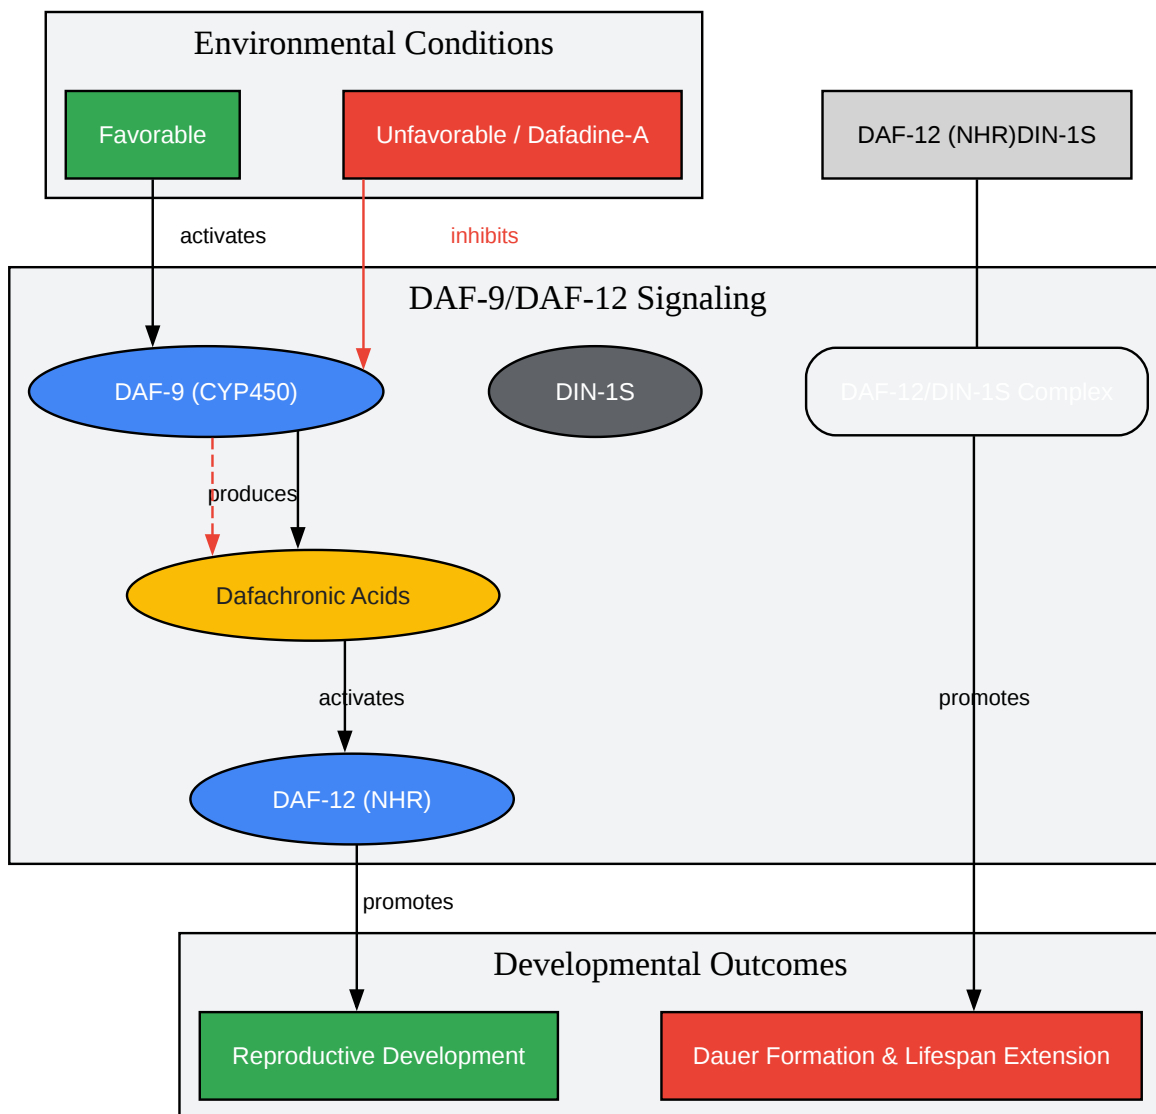 Environmental Conditions
Favorable
Unfavorable / Dafadine-A
DAF-12 (NHR)DIN-1S
activates
inhibits
DAF-9/DAF-12 Signaling
DAF-9 (CYP450)
DIN-1S
DAF-12/DIN-1S Complex
produces
Dafachronic Acids
activates
promotes
DAF-12 (NHR)
promotes
Developmental Outcomes
Reproductive Development
Dauer Formation & Lifespan Extension